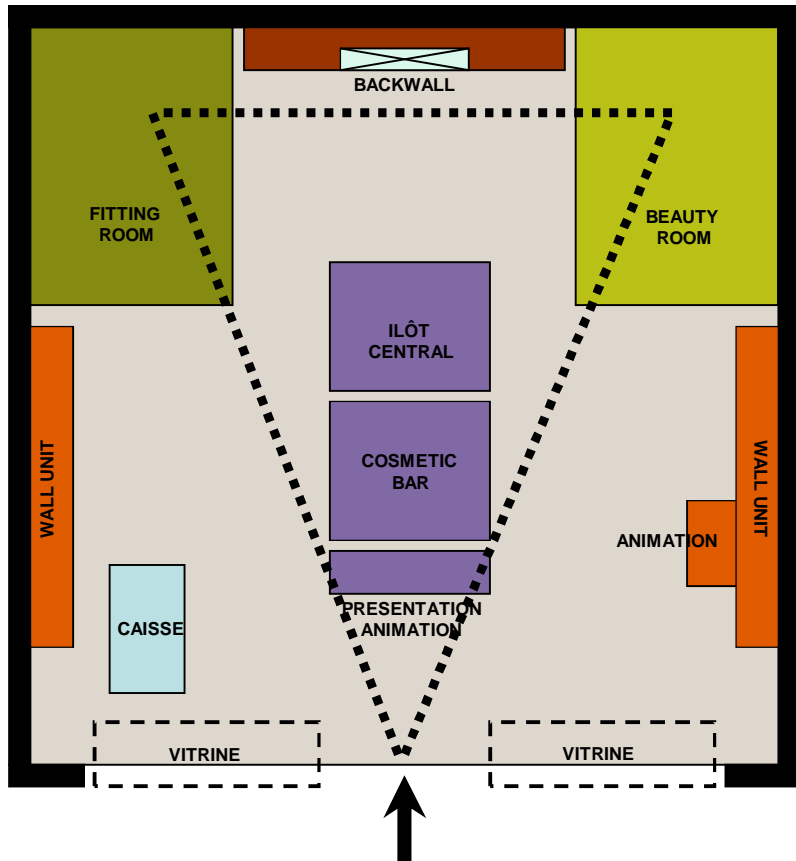 BACKWALL
FITTING
ROOM
BEAUTY
ROOM
ILÔT
CENTRAL
COSMETIC
BAR
WALL UNIT
WALL UNIT
ANIMATION
CAISSE
PRESENTATION
ANIMATION
VITRINE
VITRINE